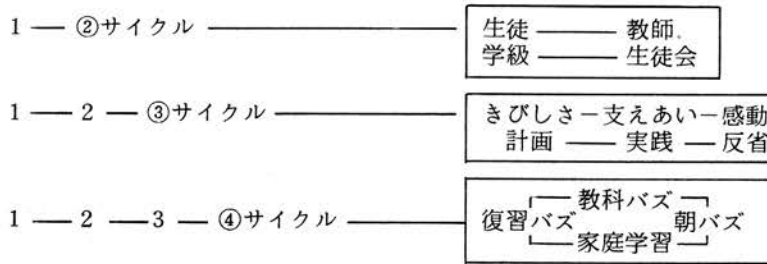 1 — ②サイクル ———— 生徒 —— 教師.
学級 —— 生徒会
1 — 2 — ③サイクル ———— きびしさ−支えあい−感動
計画 —— 実践 — 反省
1 — 2 — 3 — ④サイクル ————
教科バズ
復習バズ 朝バズ
家庭学習